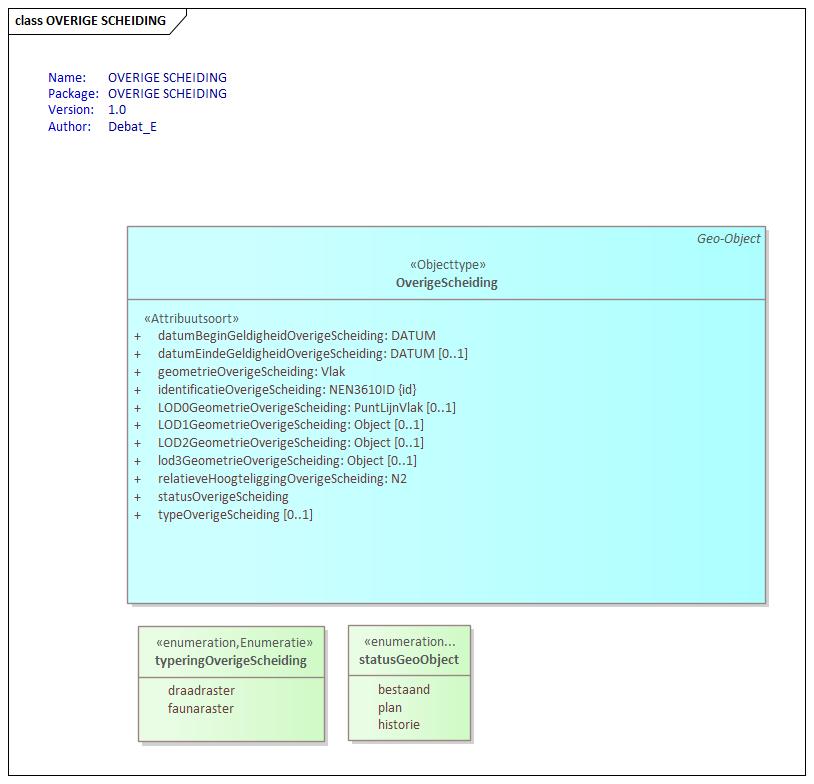 class OVERIGE SCHEIDING
Name: OVERIGE SCHEIDING
Package: OVERIGE SCHEIDING
Version: 1.0
Author: Debat_E
Geo-Object
«Objecttype»
OverigeScheiding
«Attribuutsoort»
+ datumBeginGeldigheidOverigeScheiding: DATUM
+ datumEindeGeldigheidOverigeScheiding: DATUM [0..1]
+ geometrieOverigeScheiding: Vlak
+ identificatieOverigeScheiding: NEN3610ID {id}
+ LOD0GeometrieOverigeScheiding: PuntLijnVlak [0..1]
+ LOD1GeometrieOverigeScheiding: Object [0..1]
+ LOD2GeometrieOverigeScheiding: Object [0..1]
+ lod3GeometrieOverigeScheiding: Object [0..1]
+ relatieveHoogteliggingOverigeScheiding: N2
+ statusOverigeScheiding
+ typeOverigeScheiding [0..1]
«enumeration,Enumeratie»
typeringOverigeScheiding
draadraster
faunaraster
«enumeration...
statusGeoObject
bestaand
plan
historie